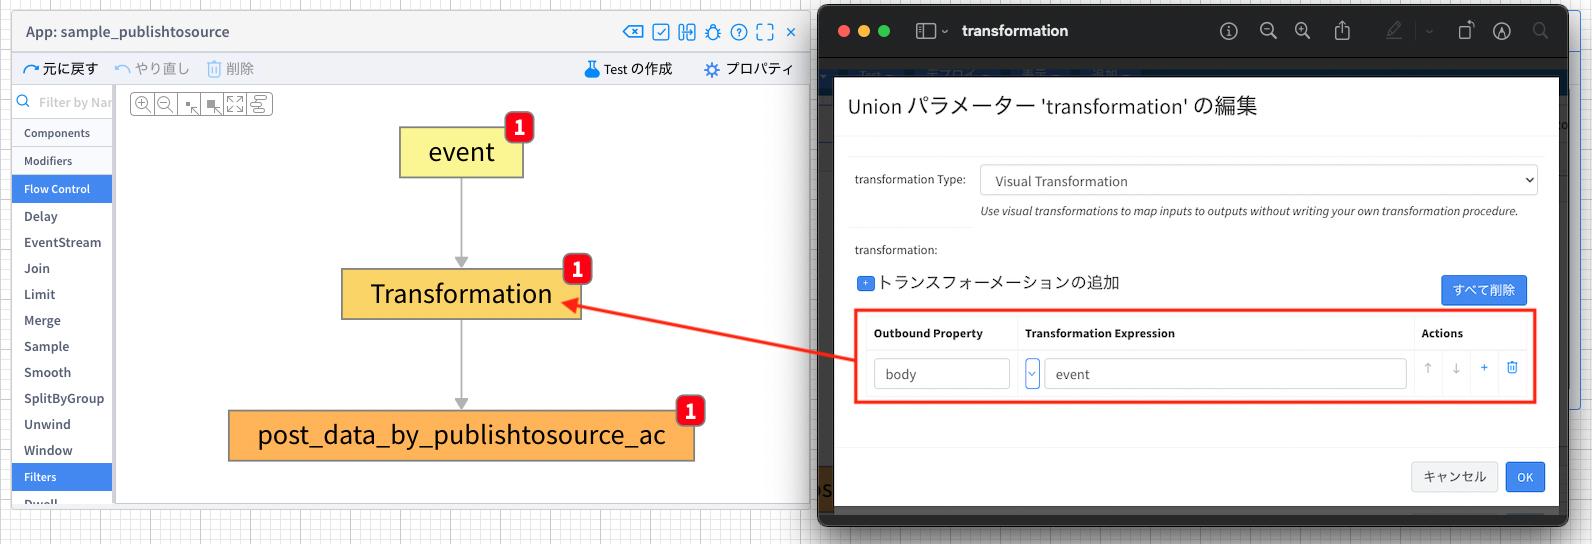 App: sample_publishtosource
元に戻す
やり直し
削除
Test の作成
プロパティ
Filter by Nar
Components
Modifiers
Flow Control
Delay
EventStream
Join
Limit
Merge
Sample
Smooth
SplitByGroup
Unwind
Window
Filters
Dwell
event
1
Transformation
1
post_data_by_publishtosource_ac
1
transformation
Union パラメーター 'transformation' の編集
transformation Type:
Visual Transformation
Use visual transformations to map inputs to outputs without writing your own transformation procedure.
transformation:
トランスフォーメーションの追加
すべて削除
Outbound Property
Transformation Expression
Actions
body
event
キャンセル
OK